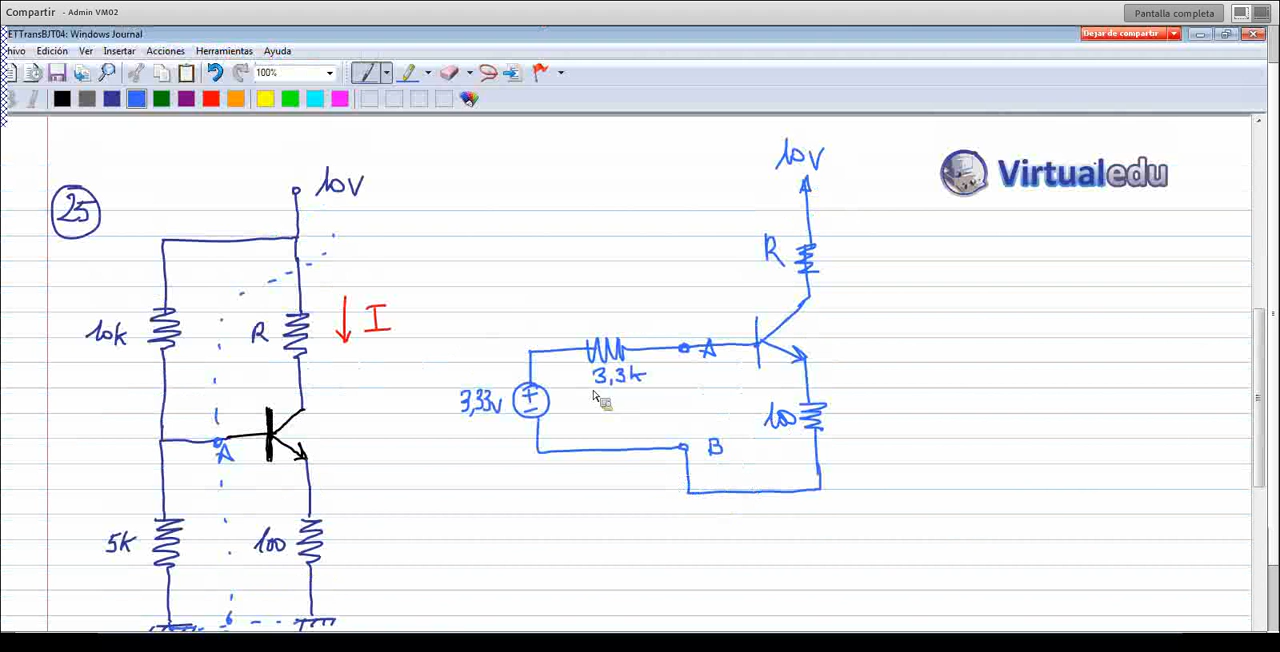 Compartir - Admin VM02
Pantalla completa
ETTransBJT04: Windows Journal
Dejar de compartir
hivo Edición Ver Insertar Acciones Herramientas Ayuda
100%
25
10V
10K
R
I
A
5K
100
10V
R
3,33V
3,3k
A
B
100
Virtualedu